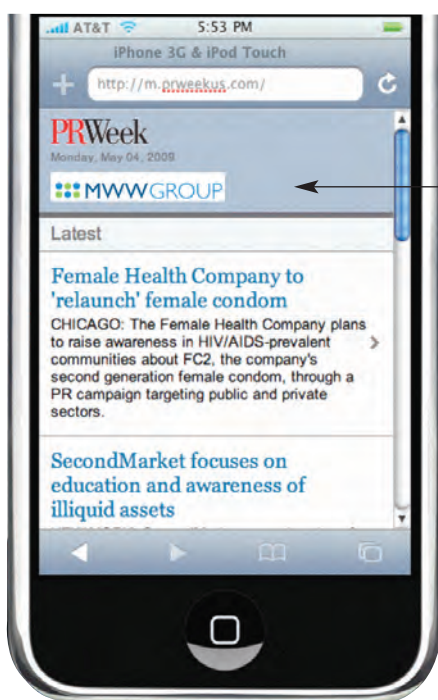 AT&T 5:53 PM
iPhone 3G & iPod Touch
http://m.prweekus.com/
PRWeek
Monday, May 04, 2009
MWWGROUP
Latest
Female Health Company to
'relaunch' female condom
CHICAGO: The Female Health Company plans
to raise awareness in HIV/AIDS-prevalent
communities about FC2, the company's
second generation female condom, through a
PR campaign targeting public and private
sectors.
SecondMarket focuses on
education and awareness of
illiquid assets